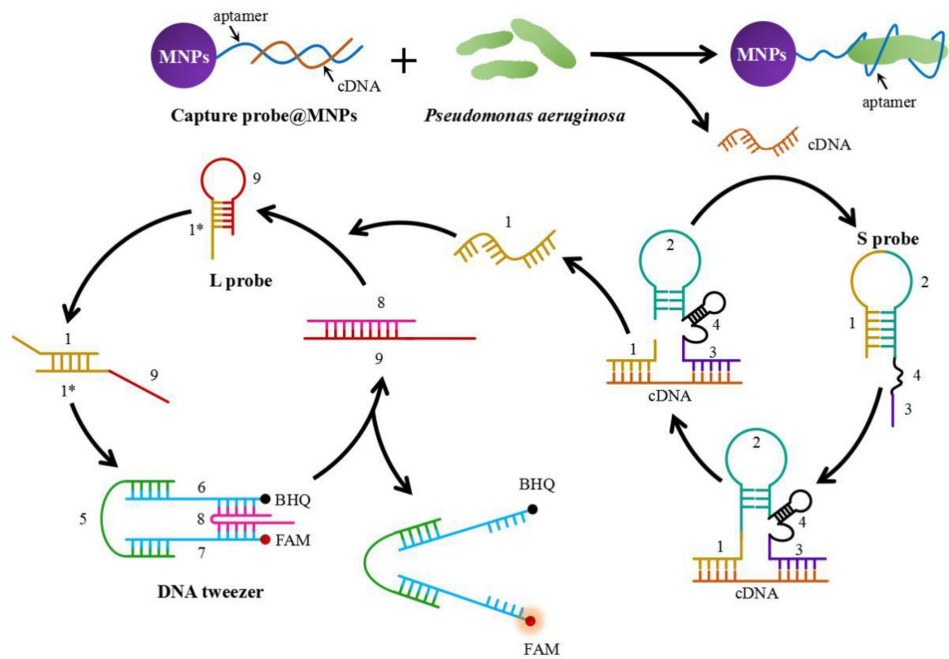 aptamer
MNPs
cDNA
Capture probe@MNPs
+
Pseudomonas aeruginosa
MNPs
aptamer
cDNA
9
1*
L probe
1
2
4
1
3
cDNA
S probe
2
1
4
3
8
9
1
1*
9
6
5
8
7
BHQ
FAM
DNA tweezer
BHQ
FAM
2
4
1
3
cDNA